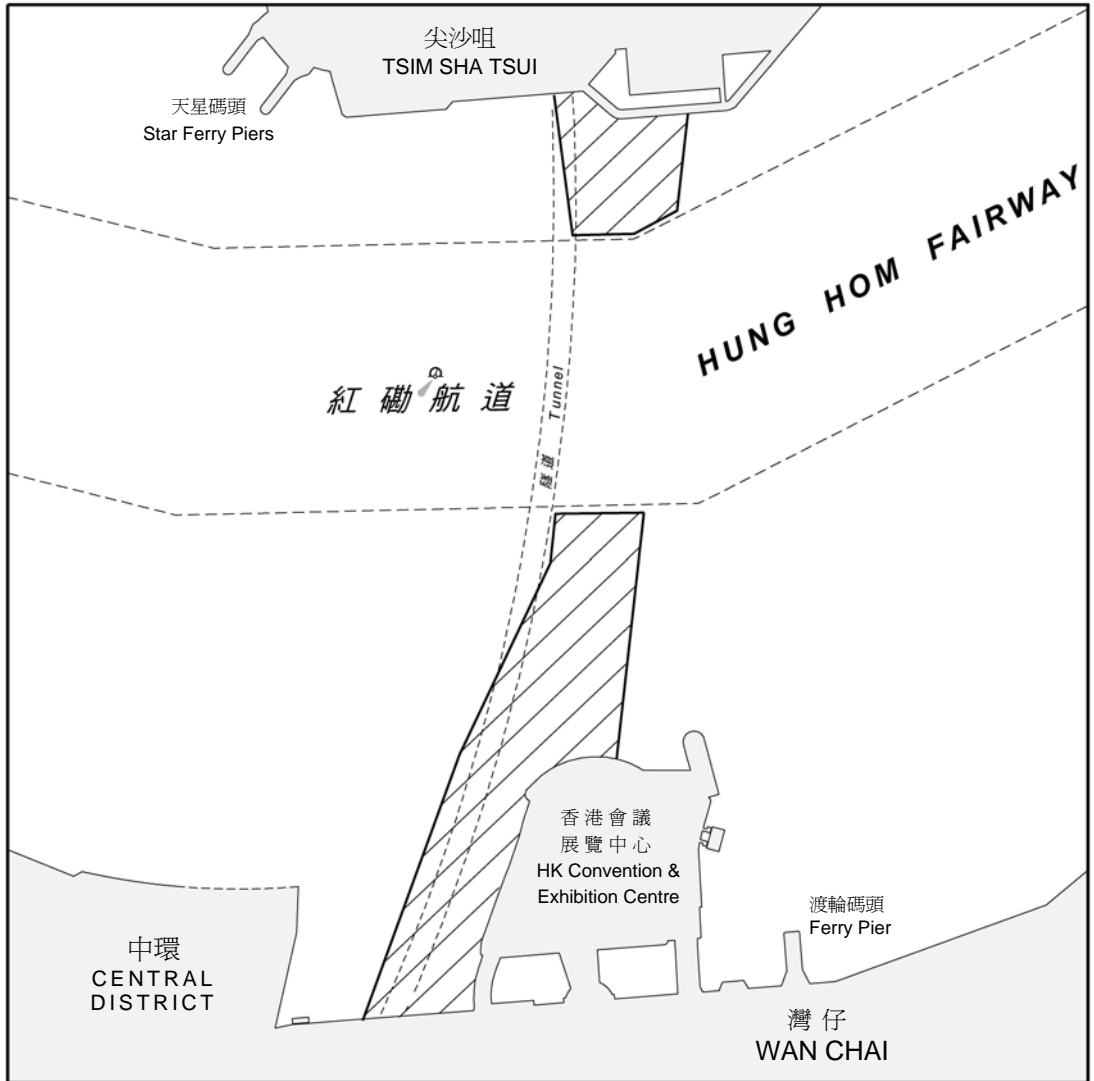 尖沙咀
TSIM SHA TSUI
天星碼頭
Star Ferry Piers
HUNG HOM FAIRWAY
紅磡航道
隧道 Tunnel
香港會議
展覽中心
HK Convention &
Exhibition Centre
渡輪碼頭
Ferry Pier
中環
CENTRAL
DISTRICT
灣仔
WAN CHAI